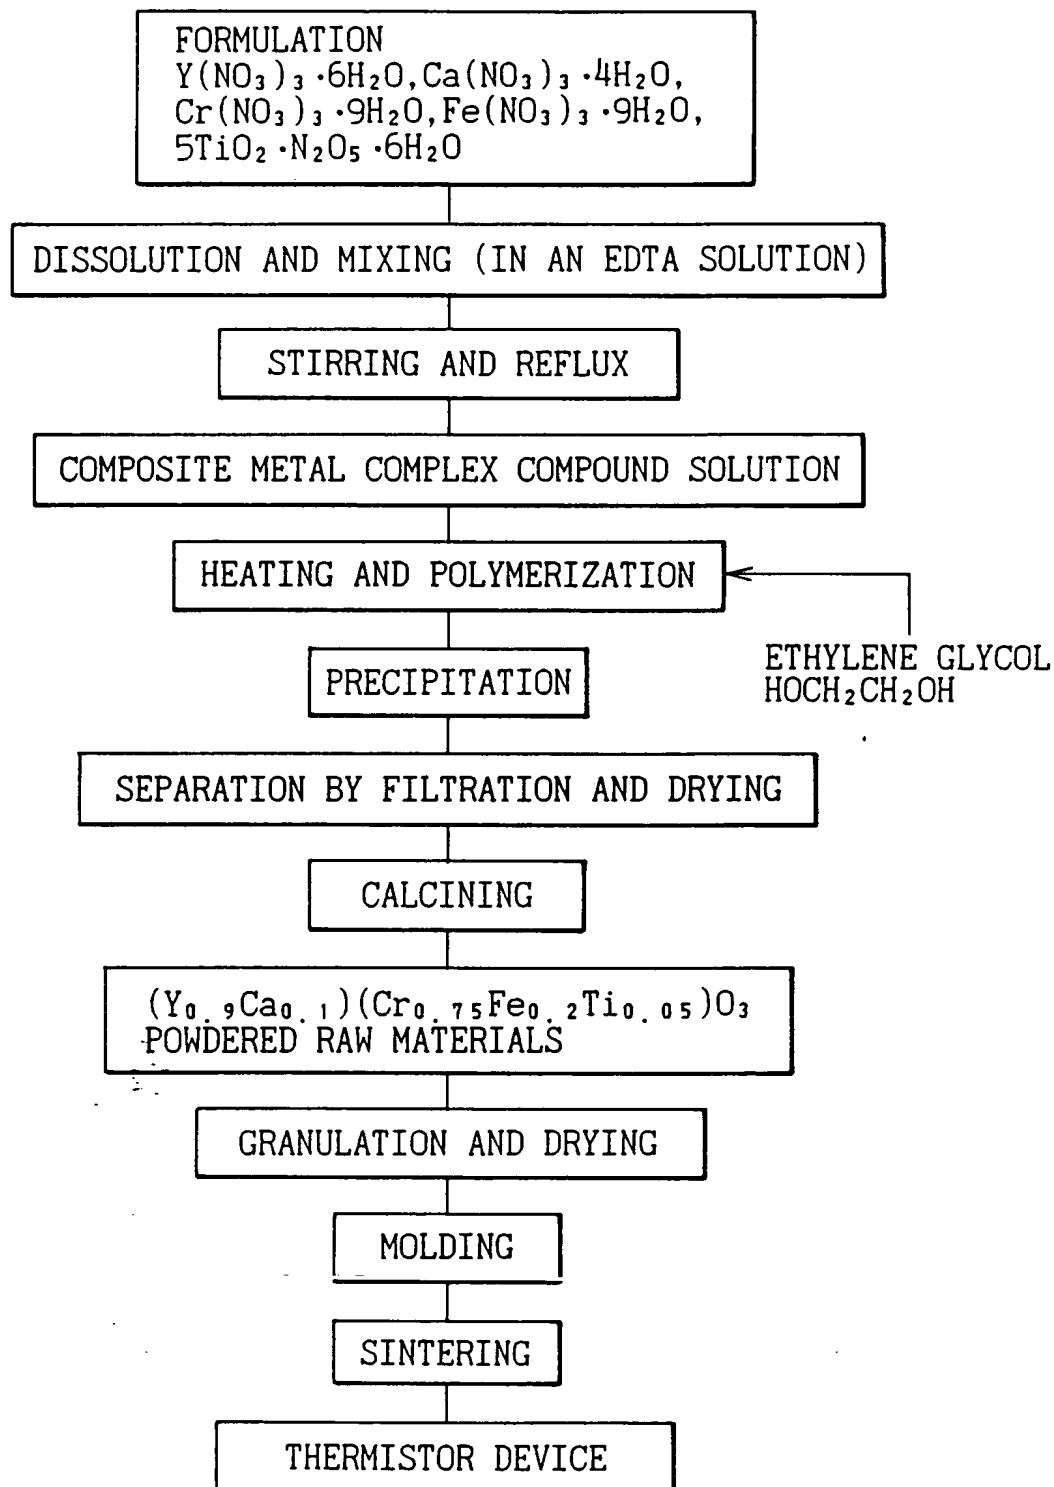 FORMULATION
Y(NO₃)₃·6H₂O,Ca(NO₃)₃·4H₂O,
Cr(NO₃)₃·9H₂O,Fe(NO₃)₃·9H₂O,
5TiO₂·N₂O₅·6H₂O
DISSOLUTION AND MIXING (IN AN EDTA SOLUTION)
STIRRING AND REFLUX
COMPOSITE METAL COMPLEX COMPOUND SOLUTION
HEATING AND POLYMERIZATION
ETHYLENE GLYCOL
HOCH₂CH₂OH
PRECIPITATION
SEPARATION BY FILTRATION AND DRYING
CALCINING
(Y₀.₉Ca₀.₁)(Cr₀.₇₅Fe₀.₂Ti₀.₀₅)O₃
POWDERED RAW MATERIALS
GRANULATION AND DRYING
MOLDING
SINTERING
THERMISTOR DEVICE